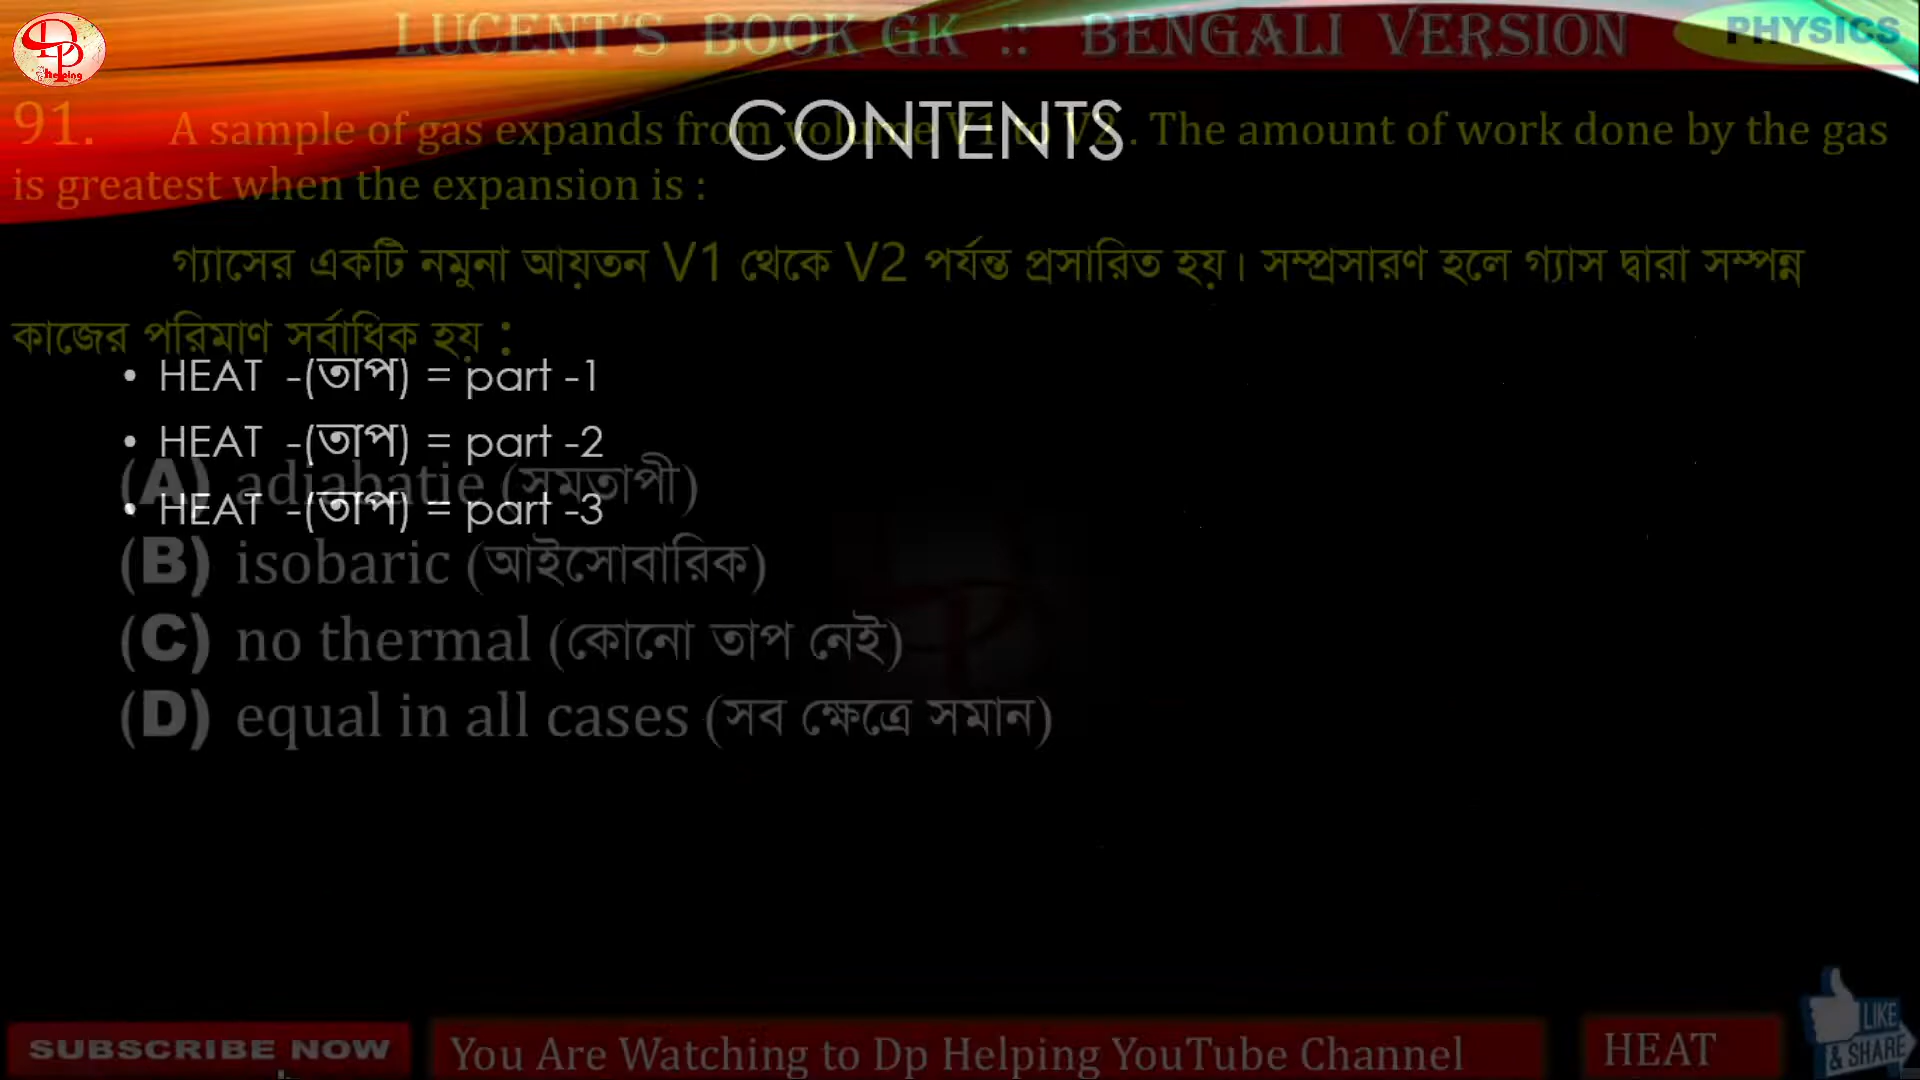 LUCENT'S BOOK GK :: BENGALI VERSION
PHYSICS
helping
CONTENTS
91. A sample of gas expands from volume V1 to V2. The amount of work done by the gas
is greatest when the expansion is :
গ্যাসের একটি নমুনা আয়তন V1 থেকে V2 পর্যন্ত প্রসারিত হয়। সম্প্রসারণ হলে গ্যাস দ্বারা সম্পন্ন
কাজের পরিমাণ সর্বাধিক হয় :
• HEAT -(তাপ) = part -1
• HEAT -(তাপ) = part -2
(A) adiabatie (সমতাপী)
• HEAT -(তাপ) = part -3
(B) isobaric (আইসোবারিক)
(C) no thermal (কোনো তাপ নেই)
(D) equal in all cases (সব ক্ষেত্রে সমান)
SUBSCRIBE NOW
You Are Watching to Dp Helping YouTube Channel
HEAT
LIKE
& SHARE